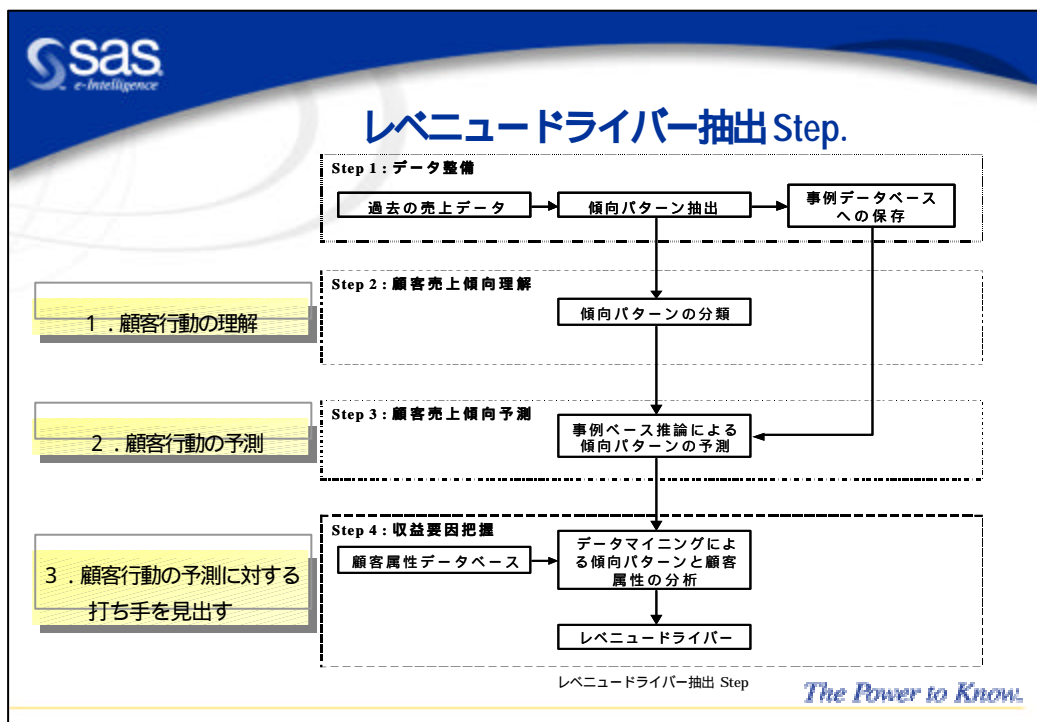 sas
e-Intelligence
レベニュードライバー抽出 Step.
Step 1 : データ整備
過去の売上データ
傾向パターン抽出
事例データベース
への保存
Step 2 : 顧客売上傾向理解
1．顧客行動の理解
傾向パターンの分類
Step 3 : 顧客売上傾向予測
2．顧客行動の予測
事例ベース推論による
傾向パターンの予測
Step 4 : 収益要因把握
3．顧客行動の予測に対する
打ち手を見出す
顧客属性データベース
データマイニングによ
る傾向パターンと顧客
属性の分析
レベニュードライバー
レベニュードライバー抽出 Step
The Power to Know.